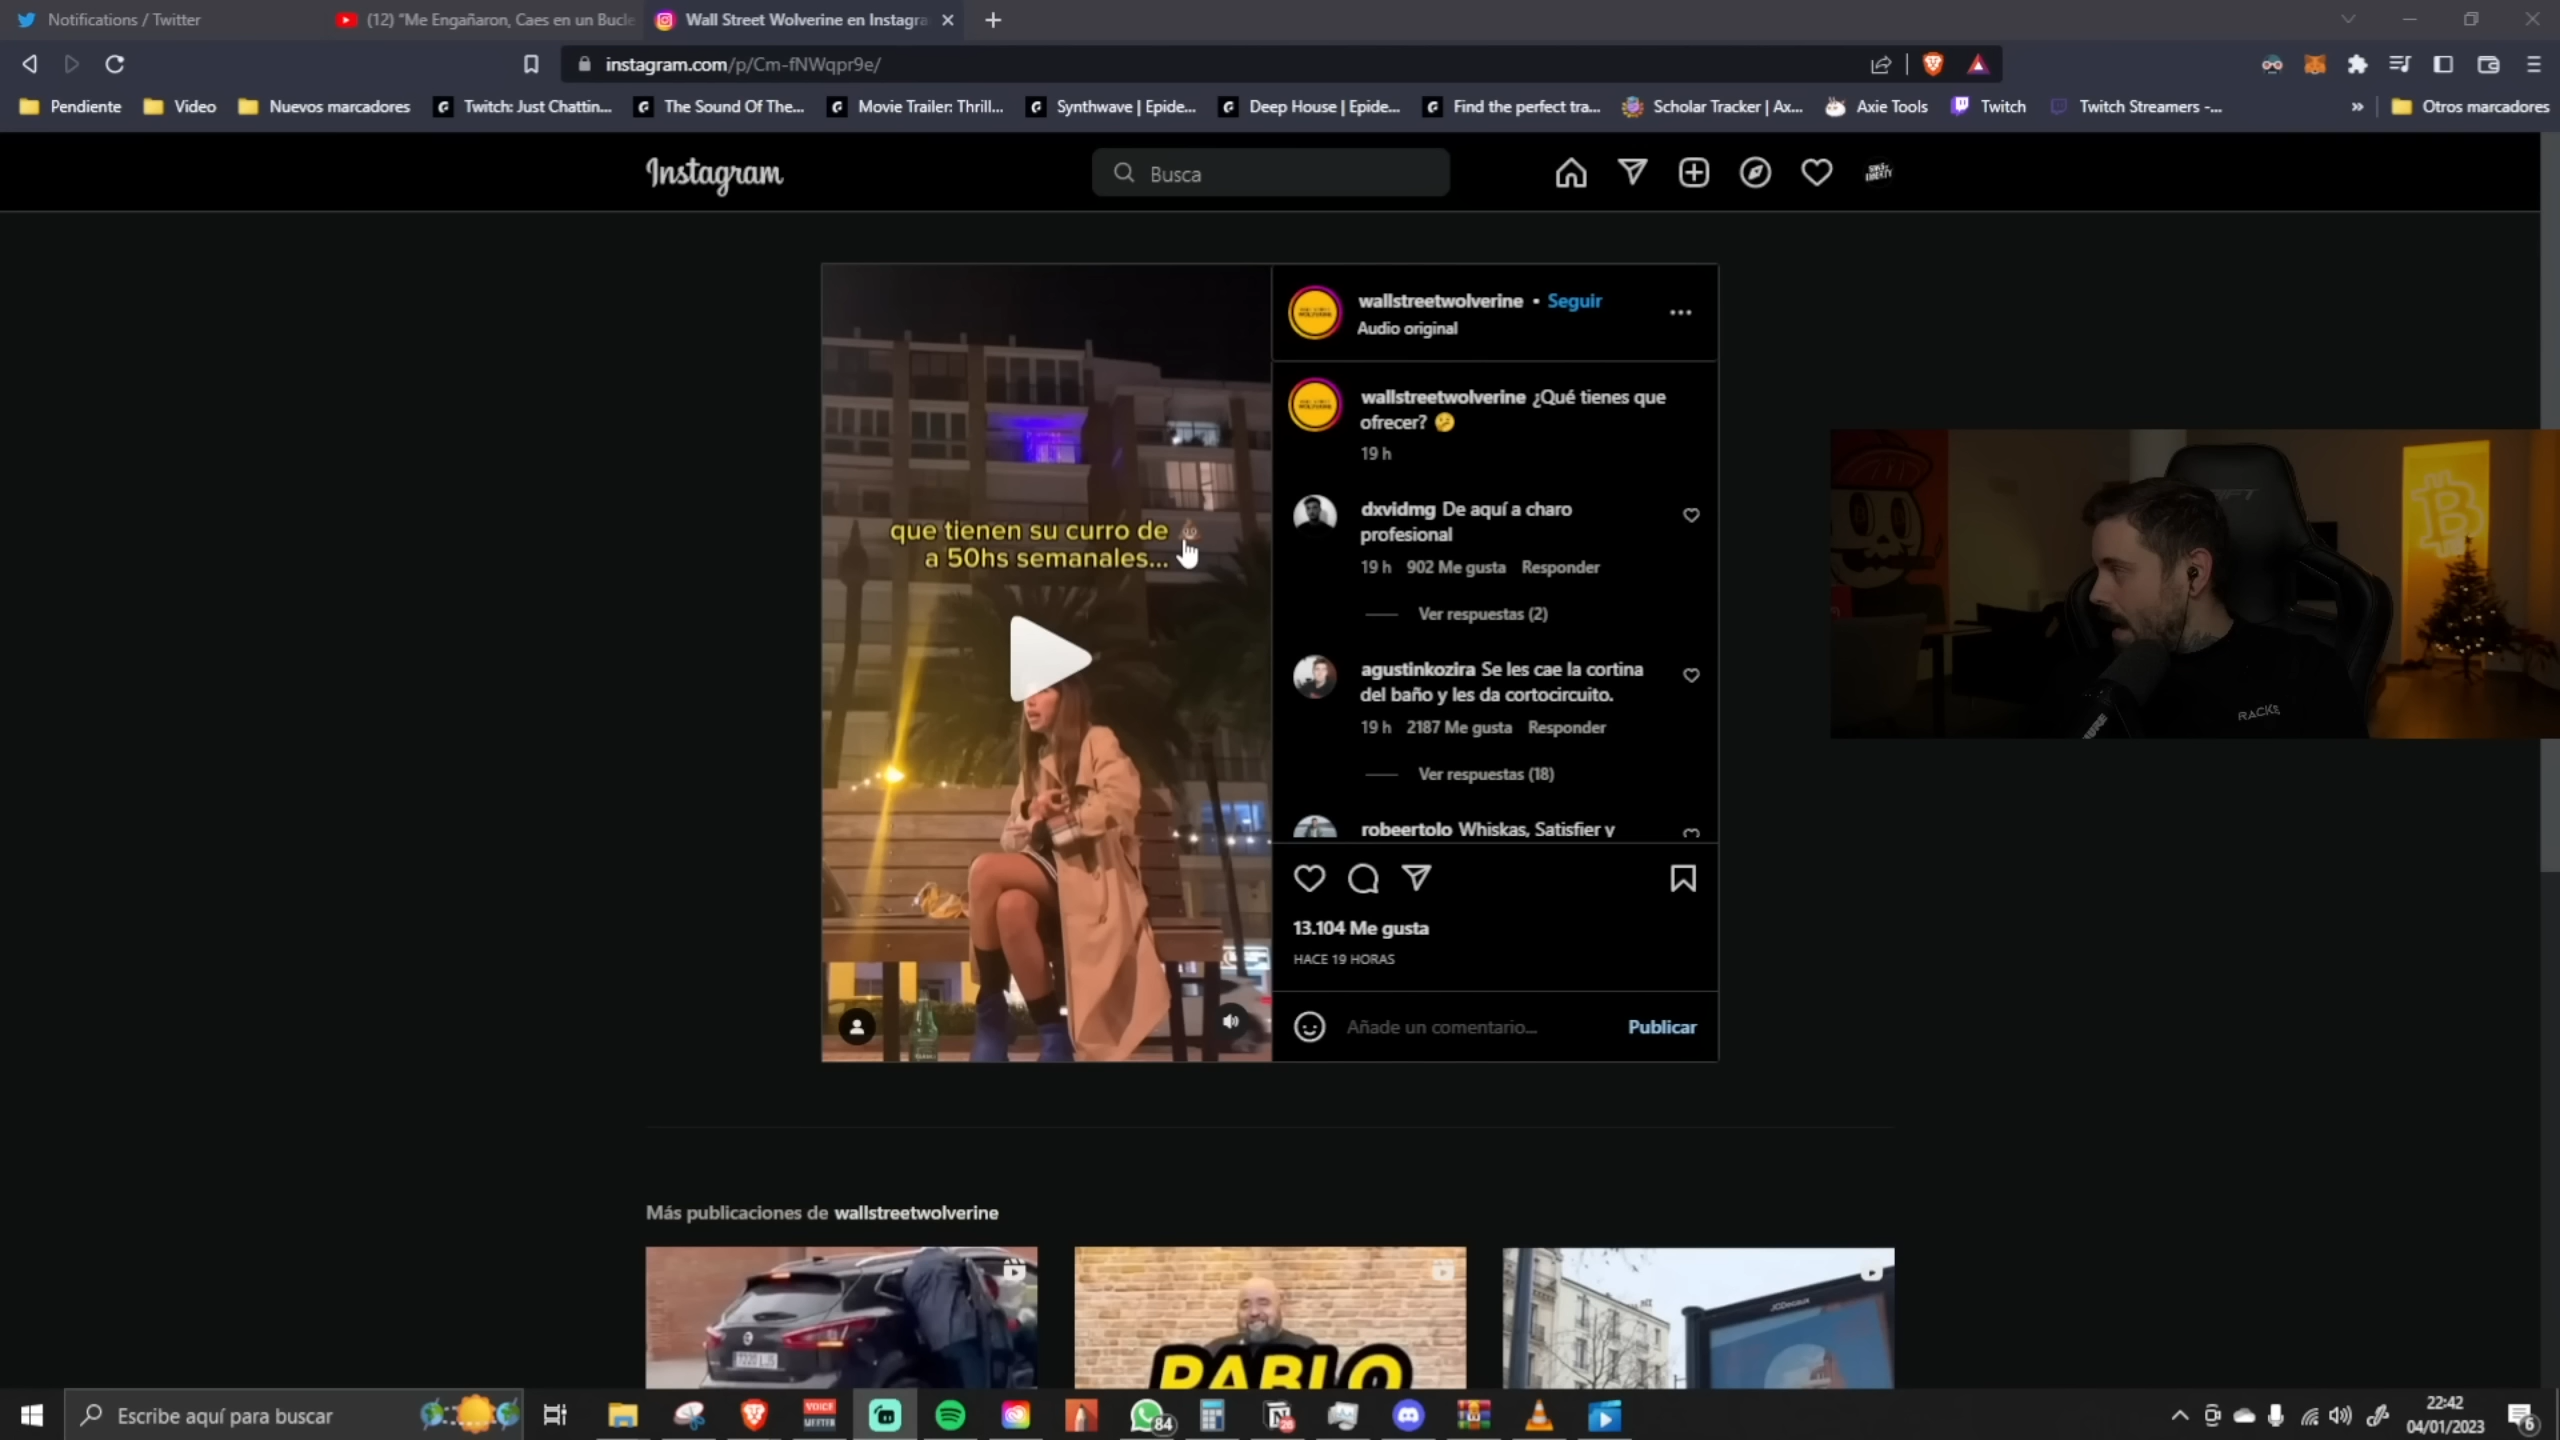 Notifications / Twitter
(12) "Me Engañaron, Caes en un Bucle
Wall Street Wolverine en Instagra
instagram.com/p/Cm-fNWqpr9e/
Pendiente
Video
Nuevos marcadores
Twitch: Just Chattin...
The Sound Of The...
Movie Trailer: Thrill...
Synthwave | Epide...
Deep House | Epide...
Find the perfect tra...
Scholar Tracker | Ax...
Axie Tools
Twitch
Twitch Streamers -...
»
Otros marcadores
Instagram
Busca
wallstreetwolverine • Seguir
Audio original
wallstreetwolverine ¿Qué tienes que
ofrecer? 🤔
19 h
que tienen su curro de 💩
a 50hs semanales...
dxvidmg De aquí a charo
profesional
19 h 902 Me gusta Responder
Ver respuestas (2)
agustinkozira Se les cae la cortina
del baño y les da cortocircuito.
19 h 2187 Me gusta Responder
Ver respuestas (18)
robeertolo Whiskas, Satisfier y
13.104 Me gusta
HACE 19 HORAS
Añade un comentario...
Publicar
RACKS
Más publicaciones de wallstreetwolverine
PABLO
JCDecaux
Escribe aquí para buscar
VOICE
MEETER
84
22:42
04/01/2023
6